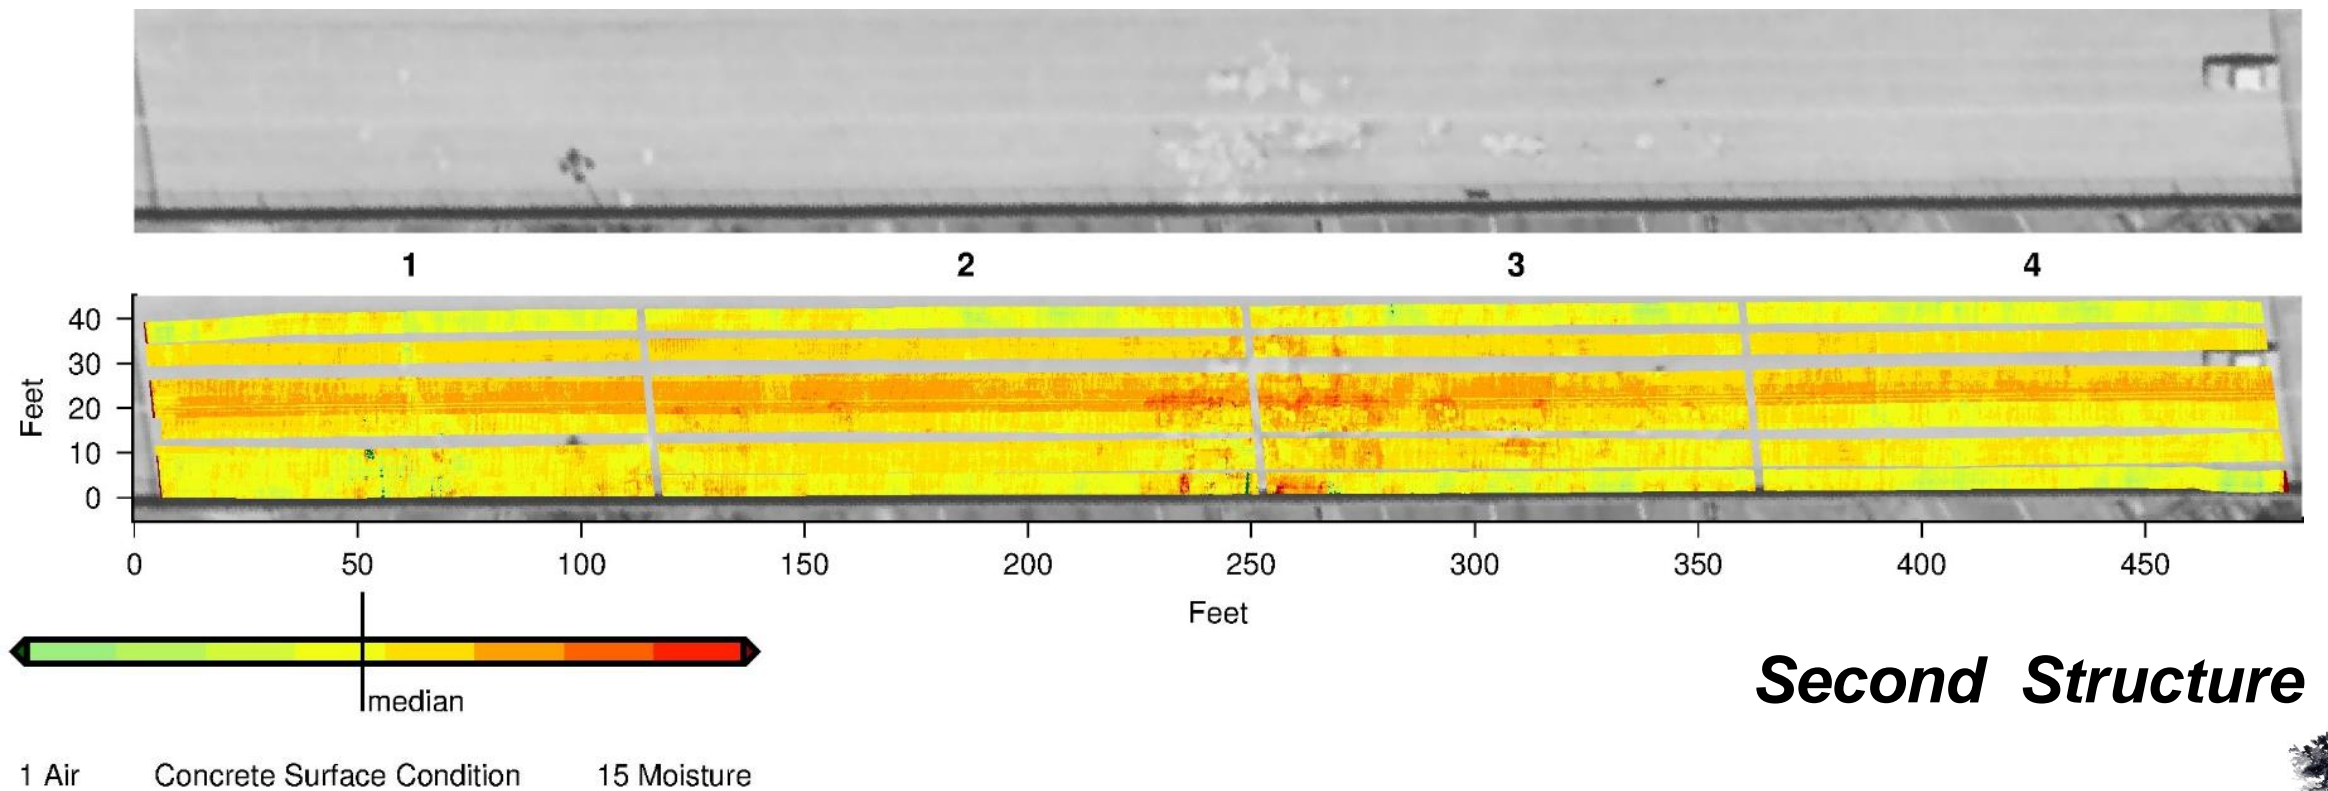 1 2 3 4
Feet
40
30
20
10
0
0 50 100 150 200 250 300 350 400 450
Feet
median
Second Structure
1 Air Concrete Surface Condition 15 Moisture